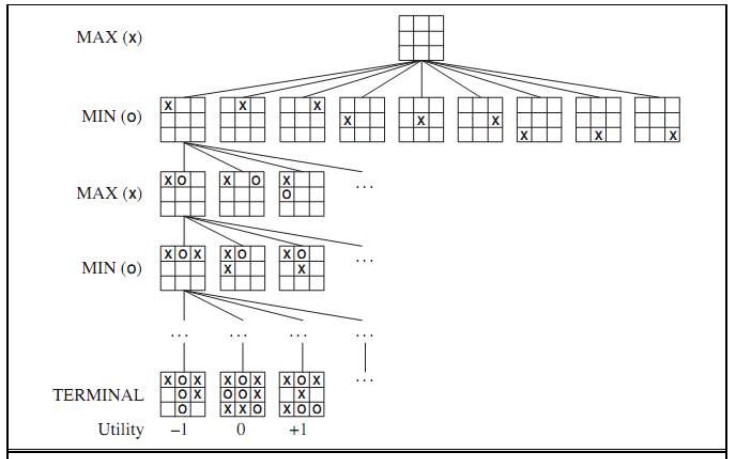 MAX (x)
MIN (o)
X X X X X X X X X
MAX (x)
X O X O X
O
...
MIN (o)
X O X X O X O
X X
...
... ... ... ...
TERMINAL
X O X X O X X O X
O X O O X X
O X X O X O O
...
Utility −1 0 +1